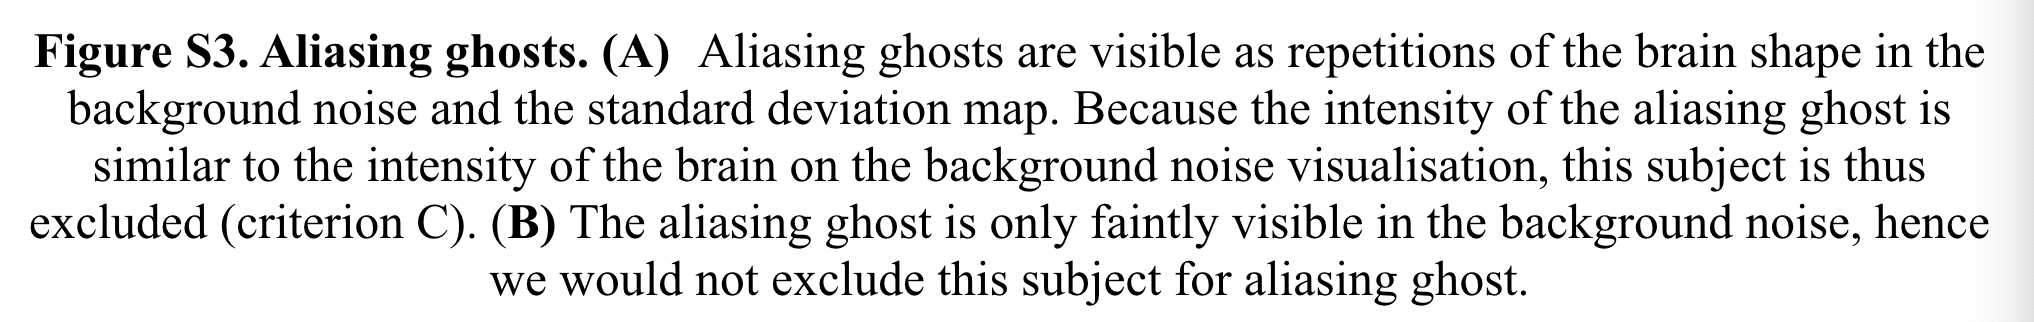 Figure S3. Aliasing ghosts. (A) Aliasing ghosts are visible as repetitions of the brain shape in the
background noise and the standard deviation map. Because the intensity of the aliasing ghost is
similar to the intensity of the brain on the background noise visualisation, this subject is thus
excluded (criterion C). (B) The aliasing ghost is only faintly visible in the background noise, hence
we would not exclude this subject for aliasing ghost.